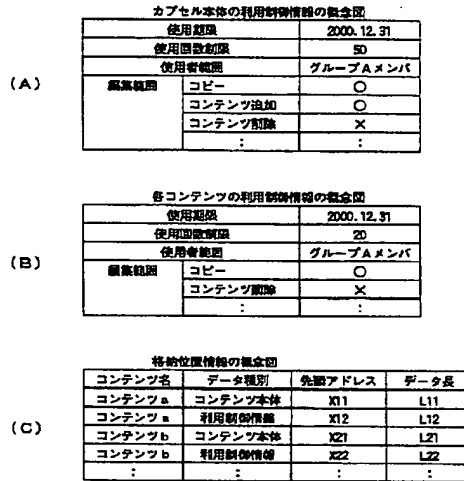 カプセル本体の利用制御情報の概念図
使用期限 2000.12.31
使用回数制限 50
使用者範囲 グループAメンバ
(A)
編集範囲 コピー ○
コンテンツ追加 ○
コンテンツ削除 ×
: :
各コンテンツの利用制御情報の概念図
使用期限 2000.12.31
使用回数制限 20
(B)
使用者範囲 グループAメンバ
編集範囲 コピー ○
コンテンツ削除 ×
: :
格納位置情報の概念図
コンテンツ名 データ種別 先頭アドレス データ長
コンテンツa コンテンツ本体 X11 L11
(C)
コンテンツa 利用制御情報 X12 L12
コンテンツb コンテンツ本体 X21 L21
コンテンツb 利用制御情報 X22 L22
: : : :